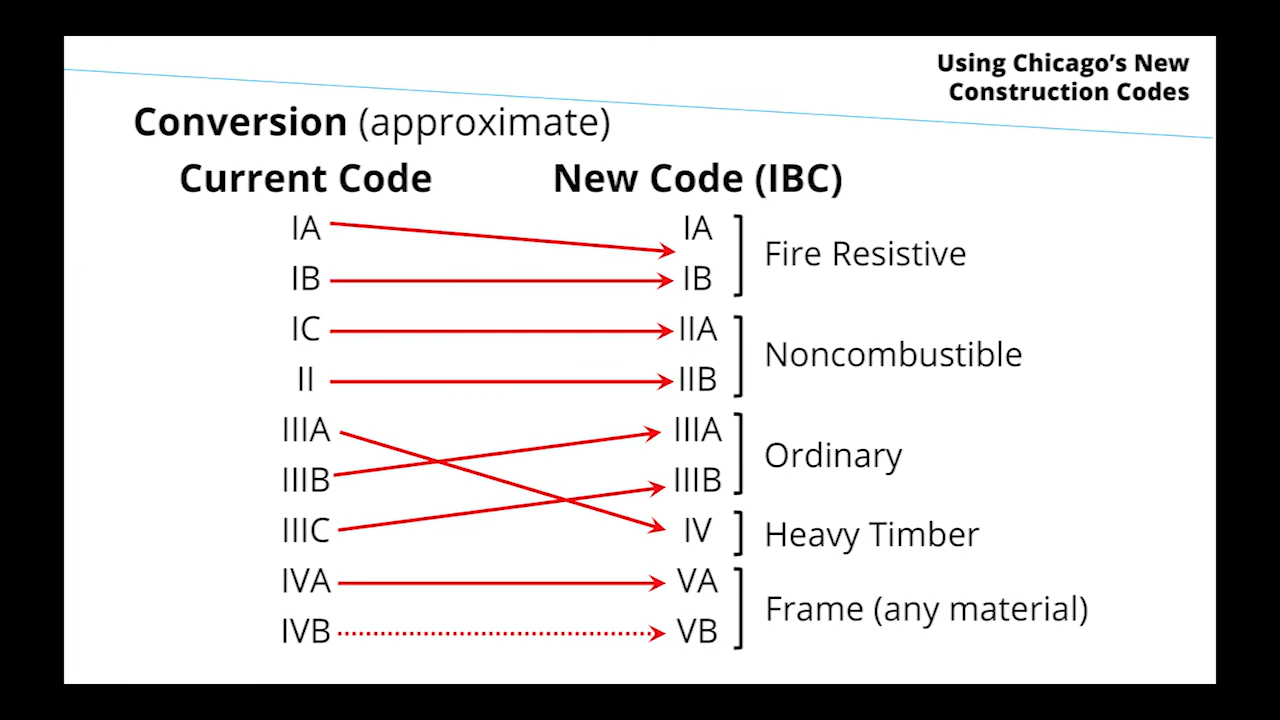 Using Chicago’s New
Construction Codes
Conversion (approximate)
Current Code New Code (IBC)
IA IA
Fire Resistive
IB IB
IC IIA
Noncombustible
II IIB
IIIA IIIA
Ordinary
IIIB IIIB
IIIC IV Heavy Timber
IVA VA
Frame (any material)
IVB VB